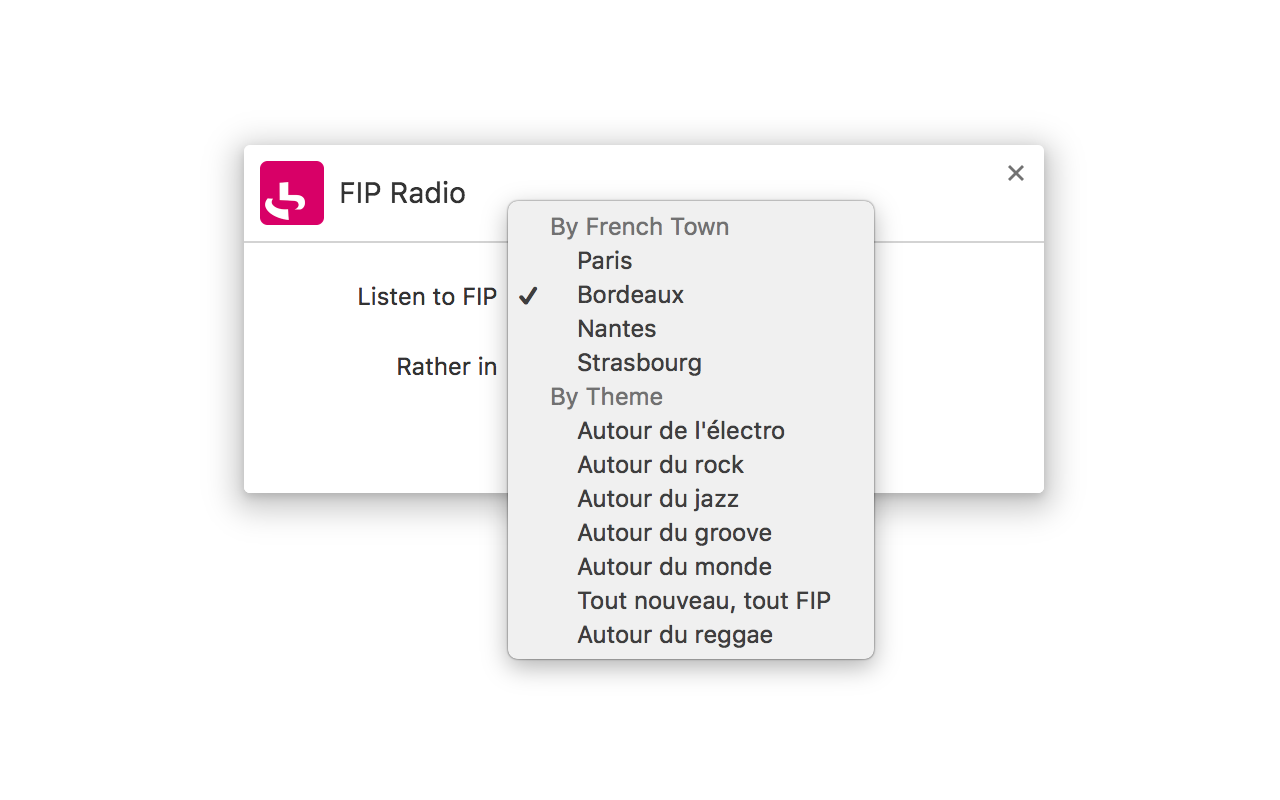 FIP Radio
By French Town
Paris
Listen to FIP
Bordeaux
Nantes
Rather in
Strasbourg
By Theme
Autour de l'électro
Autour du rock
Autour du jazz
Autour du groove
Autour du monde
Tout nouveau, tout FIP
Autour du reggae